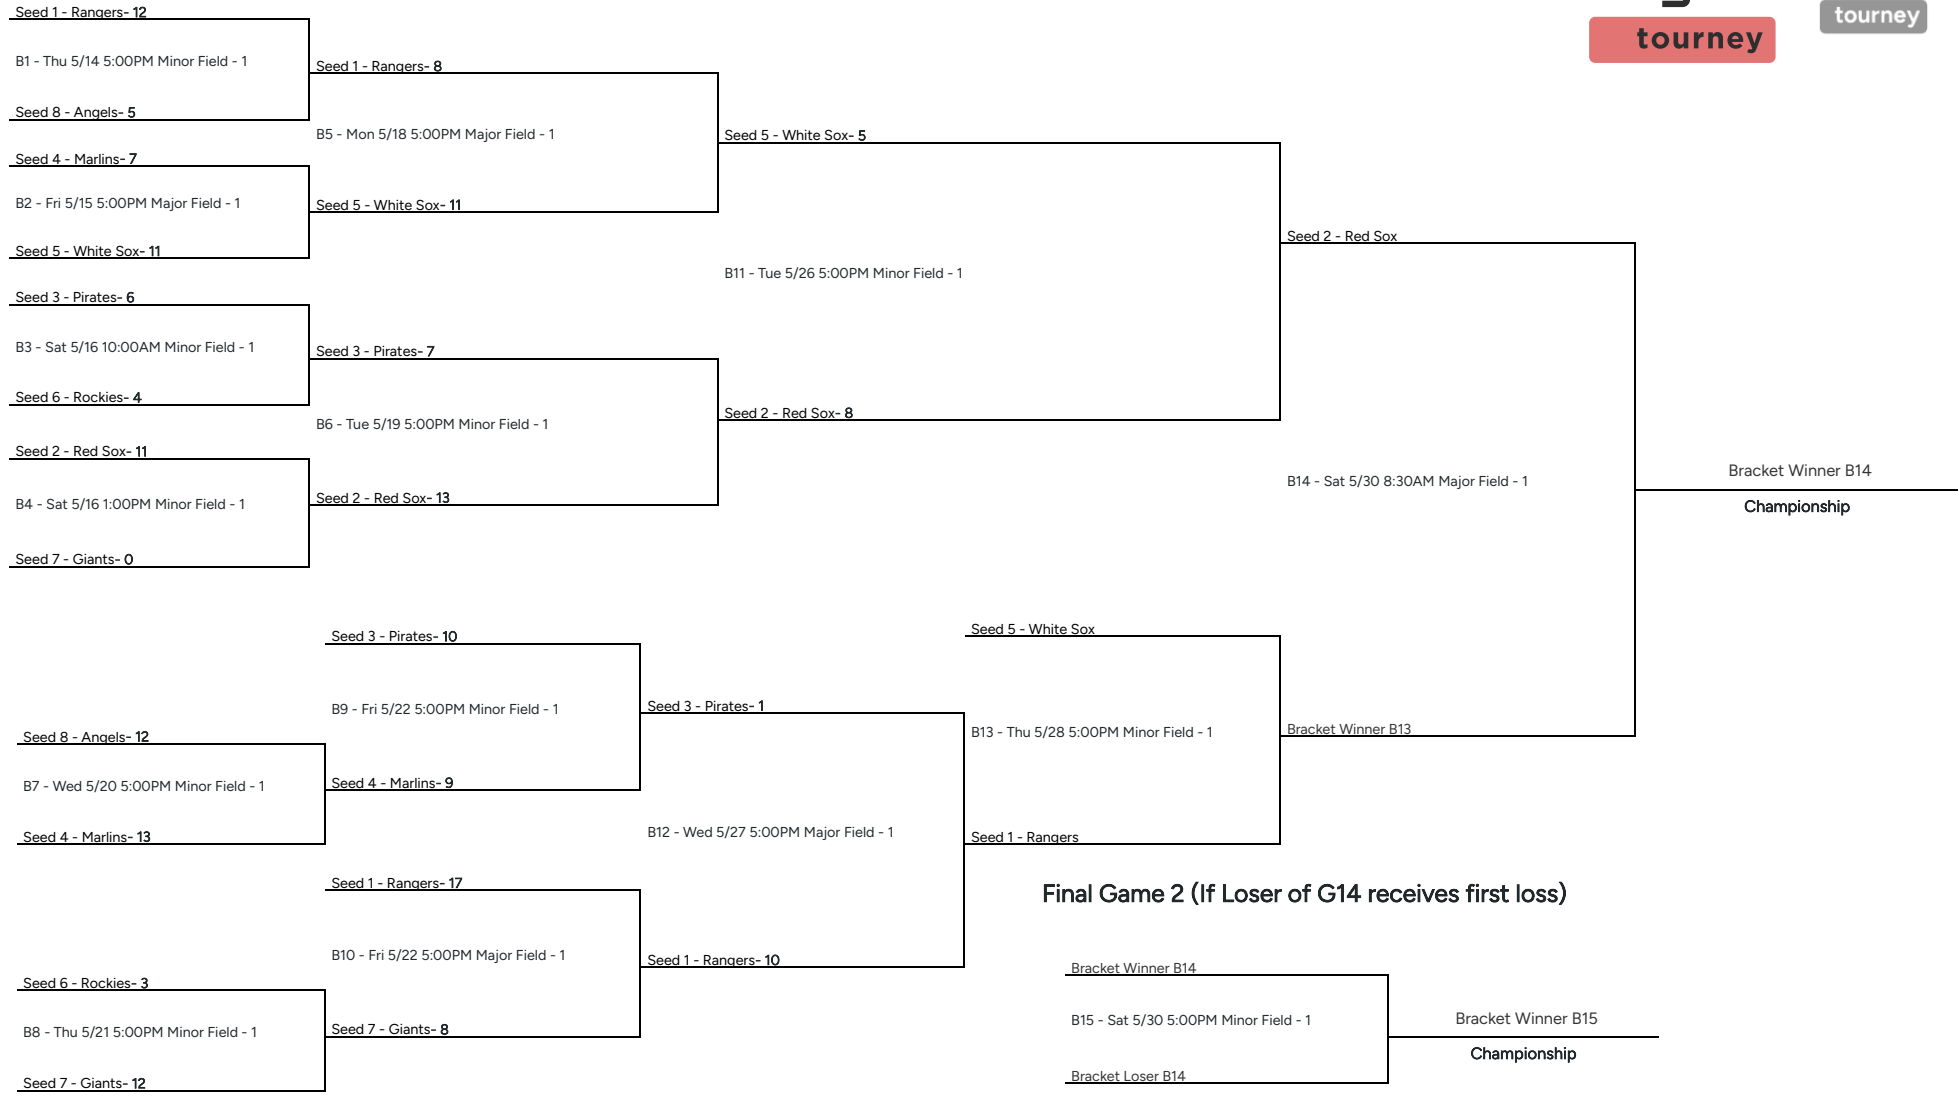 Seed 1 - Rangers- 12
B1 - Thu 5/14 5:00PM Minor Field - 1
Seed 8 - Angels- 5
Seed 4 - Marlins- 7
B2 - Fri 5/15 5:00PM Major Field - 1
Seed 5 - White Sox- 11
Seed 3 - Pirates- 6
B3 - Sat 5/16 10:00AM Minor Field - 1
Seed 6 - Rockies- 4
Seed 2 - Red Sox- 11
B4 - Sat 5/16 1:00PM Minor Field - 1
Seed 7 - Giants- 0
Seed 1 - Rangers- 8
B5 - Mon 5/18 5:00PM Major Field - 1
Seed 5 - White Sox- 11
Seed 3 - Pirates- 7
B6 - Tue 5/19 5:00PM Minor Field - 1
Seed 2 - Red Sox- 13
Seed 5 - White Sox- 5
B11 - Tue 5/26 5:00PM Minor Field - 1
Seed 2 - Red Sox- 8
Seed 2 - Red Sox
B14 - Sat 5/30 8:30AM Major Field - 1
Bracket Winner B13
Bracket Winner B14
Championship
tourney
tourney
Seed 8 - Angels- 12
B7 - Wed 5/20 5:00PM Minor Field - 1
Seed 4 - Marlins- 13
Seed 6 - Rockies- 3
B8 - Thu 5/21 5:00PM Minor Field - 1
Seed 7 - Giants- 12
Seed 3 - Pirates- 10
B9 - Fri 5/22 5:00PM Minor Field - 1
Seed 4 - Marlins- 9
Seed 1 - Rangers- 17
B10 - Fri 5/22 5:00PM Major Field - 1
Seed 7 - Giants- 8
Seed 3 - Pirates- 1
B12 - Wed 5/27 5:00PM Major Field - 1
Seed 1 - Rangers- 10
Seed 5 - White Sox
B13 - Thu 5/28 5:00PM Minor Field - 1
Seed 1 - Rangers
Final Game 2 (If Loser of G14 receives first loss)
Bracket Winner B14
B15 - Sat 5/30 5:00PM Minor Field - 1
Bracket Loser B14
Bracket Winner B15
Championship